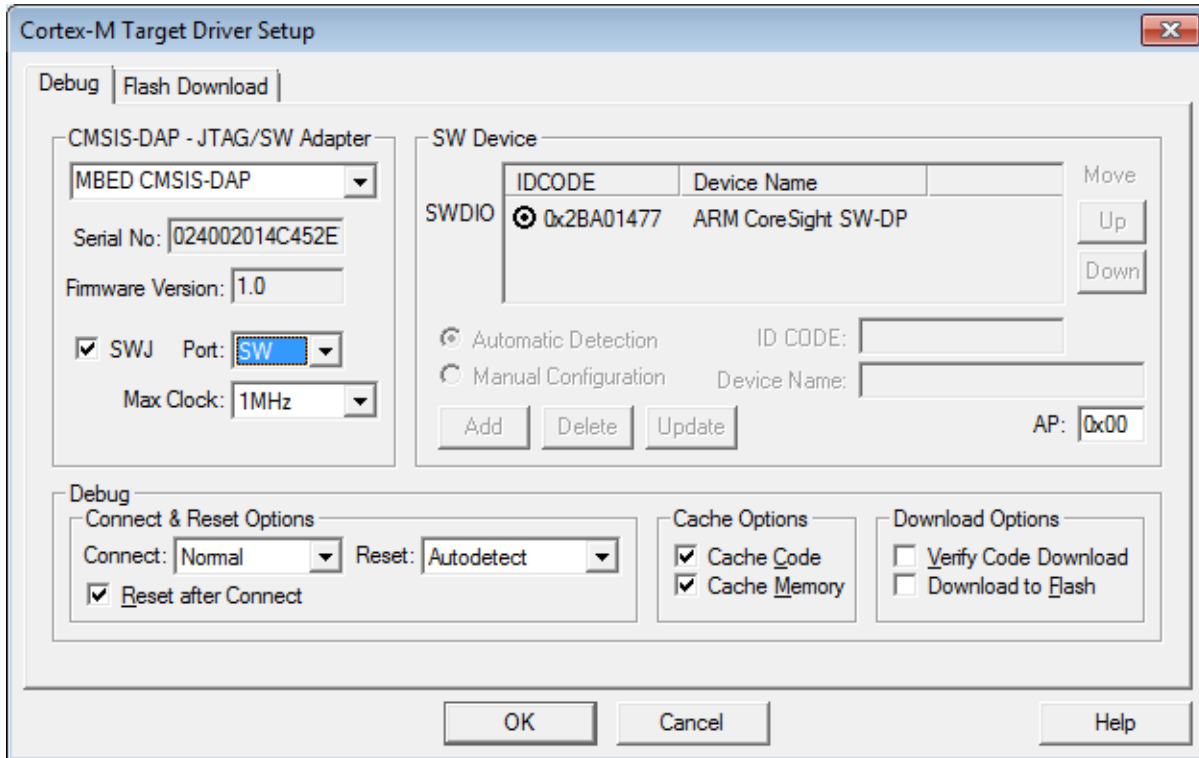 Cortex-M Target Driver Setup
Debug Flash Download
CMSIS-DAP - JTAG/SW Adapter
MBED CMSIS-DAP
Serial No: 024002014C452E
Firmware Version: 1.0
SWJ Port: SW
Max Clock: 1MHz
SW Device
IDCODE Device Name
SWDIO 0x2BA01477 ARM CoreSight SW-DP
Move
Up
Down
Automatic Detection ID CODE:
Manual Configuration Device Name:
Add Delete Update AP: 0x00
Debug
Connect & Reset Options
Connect: Normal Reset: Autodetect
Reset after Connect
Cache Options
Cache Code
Cache Memory
Download Options
Verify Code Download
Download to Flash
OK Cancel Help